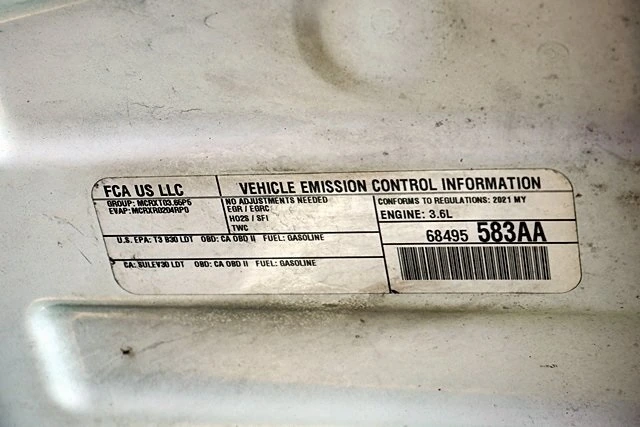 FCA US LLC
VEHICLE EMISSION CONTROL INFORMATION
GROUP: MCRXT03.65P5
EVAP: MCRXR0204RP0
NO ADJUSTMENTS NEEDED
EGR / EGRC
HO2S / SFI
TWC
CONFORMS TO REGULATIONS: 2021 MY
ENGINE: 3.6L
U.S. EPA: T3 B30 LDT OBD: CA OBD II FUEL: GASOLINE
CA: SULEV30 LDT OBD: CA OBD II FUEL: GASOLINE
68495 583AA